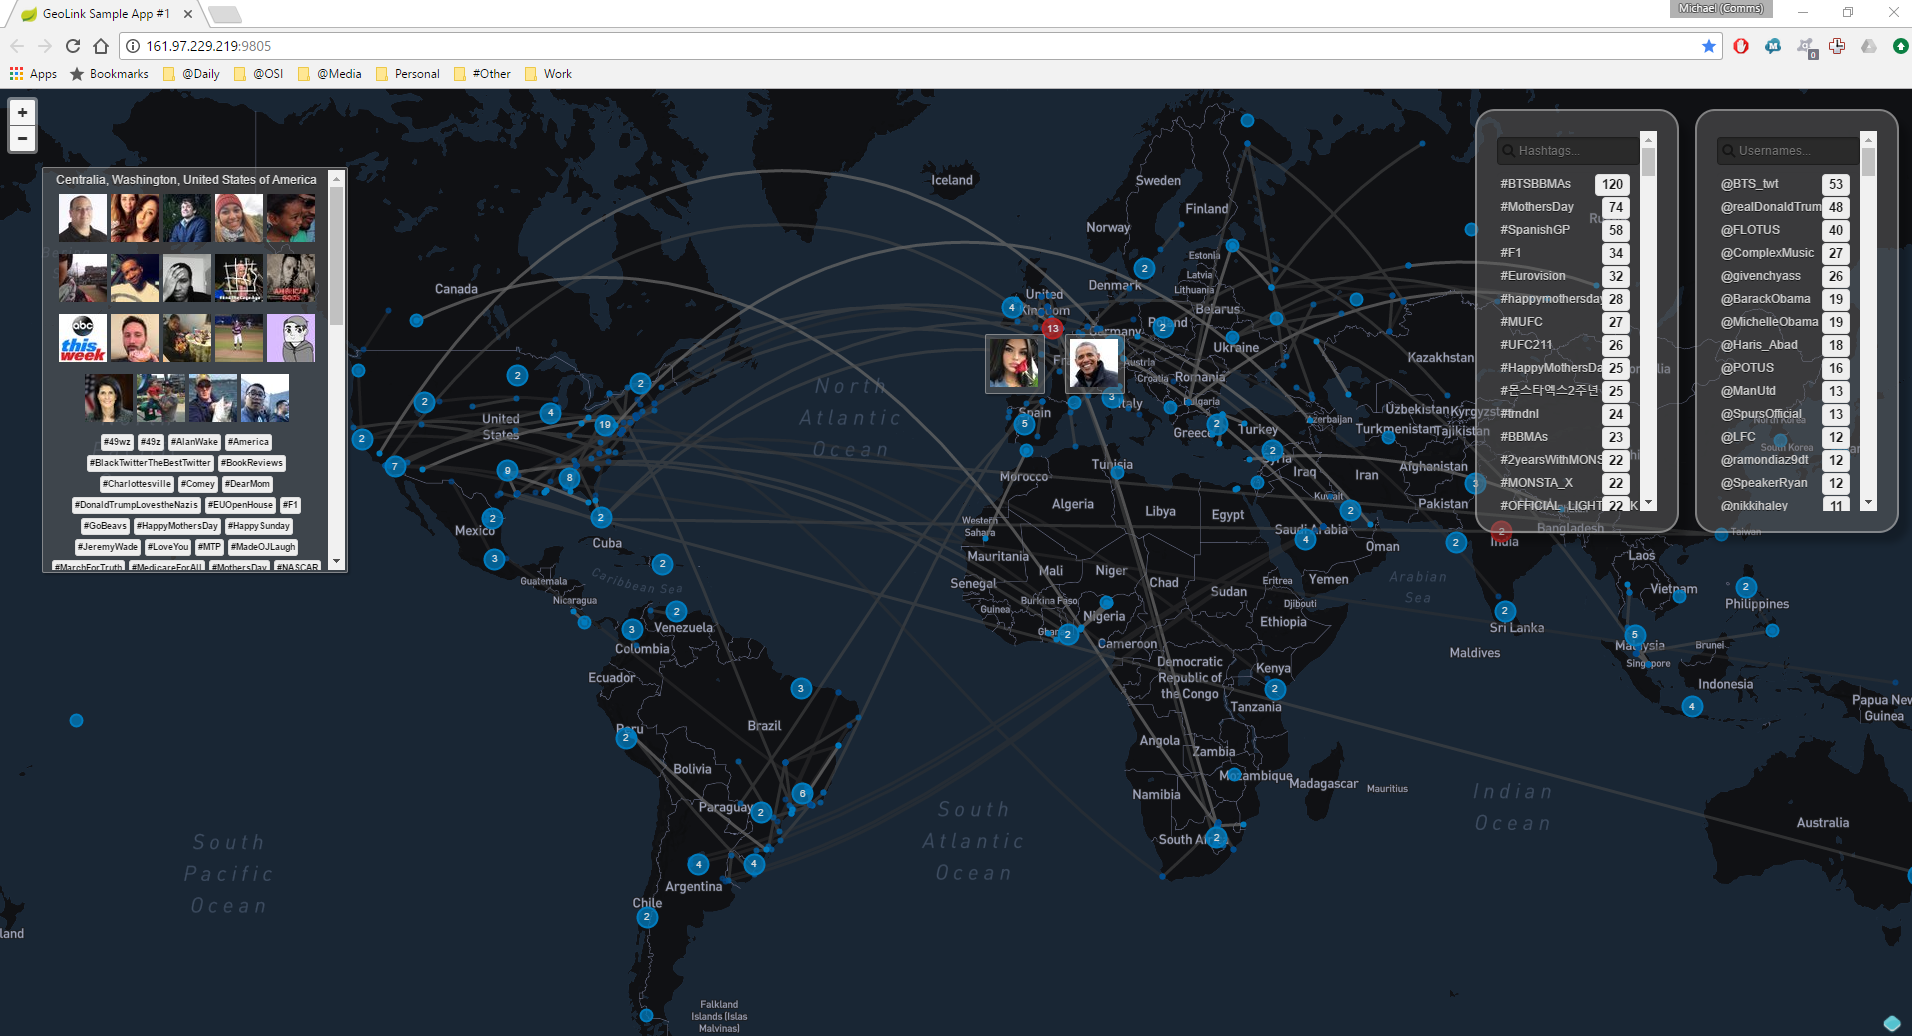 GeoLink Sample App #1
Michael (Comms)
161.97.229.219:9805
Apps Bookmarks @Daily @OSI @Media Personal #Other Work
+
−
Centralia, Washington, United States of America
abc
this
week
AMERICAN
GODS
#49wz #49z #AlanWake #America
#BlackTwitterTheBestTwitter #BookReviews
#Charlottesville #Comey #DearMom
#DonaldTrumpLovestheNazis #EUOpenHouse #F1
#GoBeavs #HappyMothersDay #HappySunday
#JeremyWade #LoveYou #MTP #MadeOJLaugh
#MarchForTruth #MedicareForAll #MothersDay #NASCAR
Hashtags...
#BTSBBMAs 120
#MothersDay 74
#SpanishGP 58
#F1 34
#Eurovision 32
#happymothersday 28
#MUFC 27
#UFC211 26
#HappyMothersDay 25
#몬스타엑스2주년 25
#tmdnl 24
#BBMAs 23
#2yearsWithMONS 22
#MONSTA_X 22
#OFFICIAL_LIGHT 22
Usernames...
@BTS_twt 53
@realDonaldTrum 48
@FLOTUS 40
@ComplexMusic 27
@givenchyass 26
@BarackObama 19
@MichelleObama 19
@Haris_Abad 18
@POTUS 16
@ManUtd 13
@SpursOfficial 13
@LFC 12
@ramondiaz9dt 12
@SpeakerRyan 12
@nikkihaley 11
Iceland
Sweden
Finland
Norway
Estonia
Latvia
Lithuania
Denmark
2
United
Kingdom
4
13
Belarus
Poland
2
Germany
Ukraine
Austria
Croatia
Romania
Kazakhstan
Canada
North
Atlantic
Ocean
United
States
2
2
2
4
19
2
7
9
8
Spain
5
3
Italy
Bulgaria
Greece
2
Turkey
Azerbaijan
Uzbekistan
Kyrgyzst
Turkmenistan
Tajikistan
North Korea
South Korea
Morocco
Tunisia
2
Syria
Iraq
Iran
Afghanistan
Pakistan
3
Algeria
Libya
Egypt
Kuwait
2
Saudi Arabia
4
Oman
2
2
India
Bangladesh
Taiwan
Mexico
2
3
2
Cuba
Caribbean Sea
2
Guatemala
Nicaragua
Western
Sahara
Mauritania
Mali
Niger
Chad
Sudan
Eritrea
Yemen
Arabian
Sea
Laos
Vietnam
2
Philippines
Senegal
Guinea
Burkina Faso
Nigeria
Ghana
2
Djibouti
Ethiopia
Cameroon
2
Venezuela
3
Colombia
Ecuador
2
Sri Lanka
Maldives
5
Malaysia
Singapore
Brunei
Indonesia
4
Papua New
Guinea
Democratic
Republic of
the Congo
Kenya
2
Tanzania
3
Brazil
Peru
2
Bolivia
Angola
Zambia
Mozambique
Madagascar
Mauritius
Namibia
6
Paraguay
2
South
Atlantic
Ocean
Indian
Ocean
Australia
South
Pacific
Ocean
South Af
2
4
4
Argentina
Chile
2
land
Falkland
Islands (Islas
Malvinas)